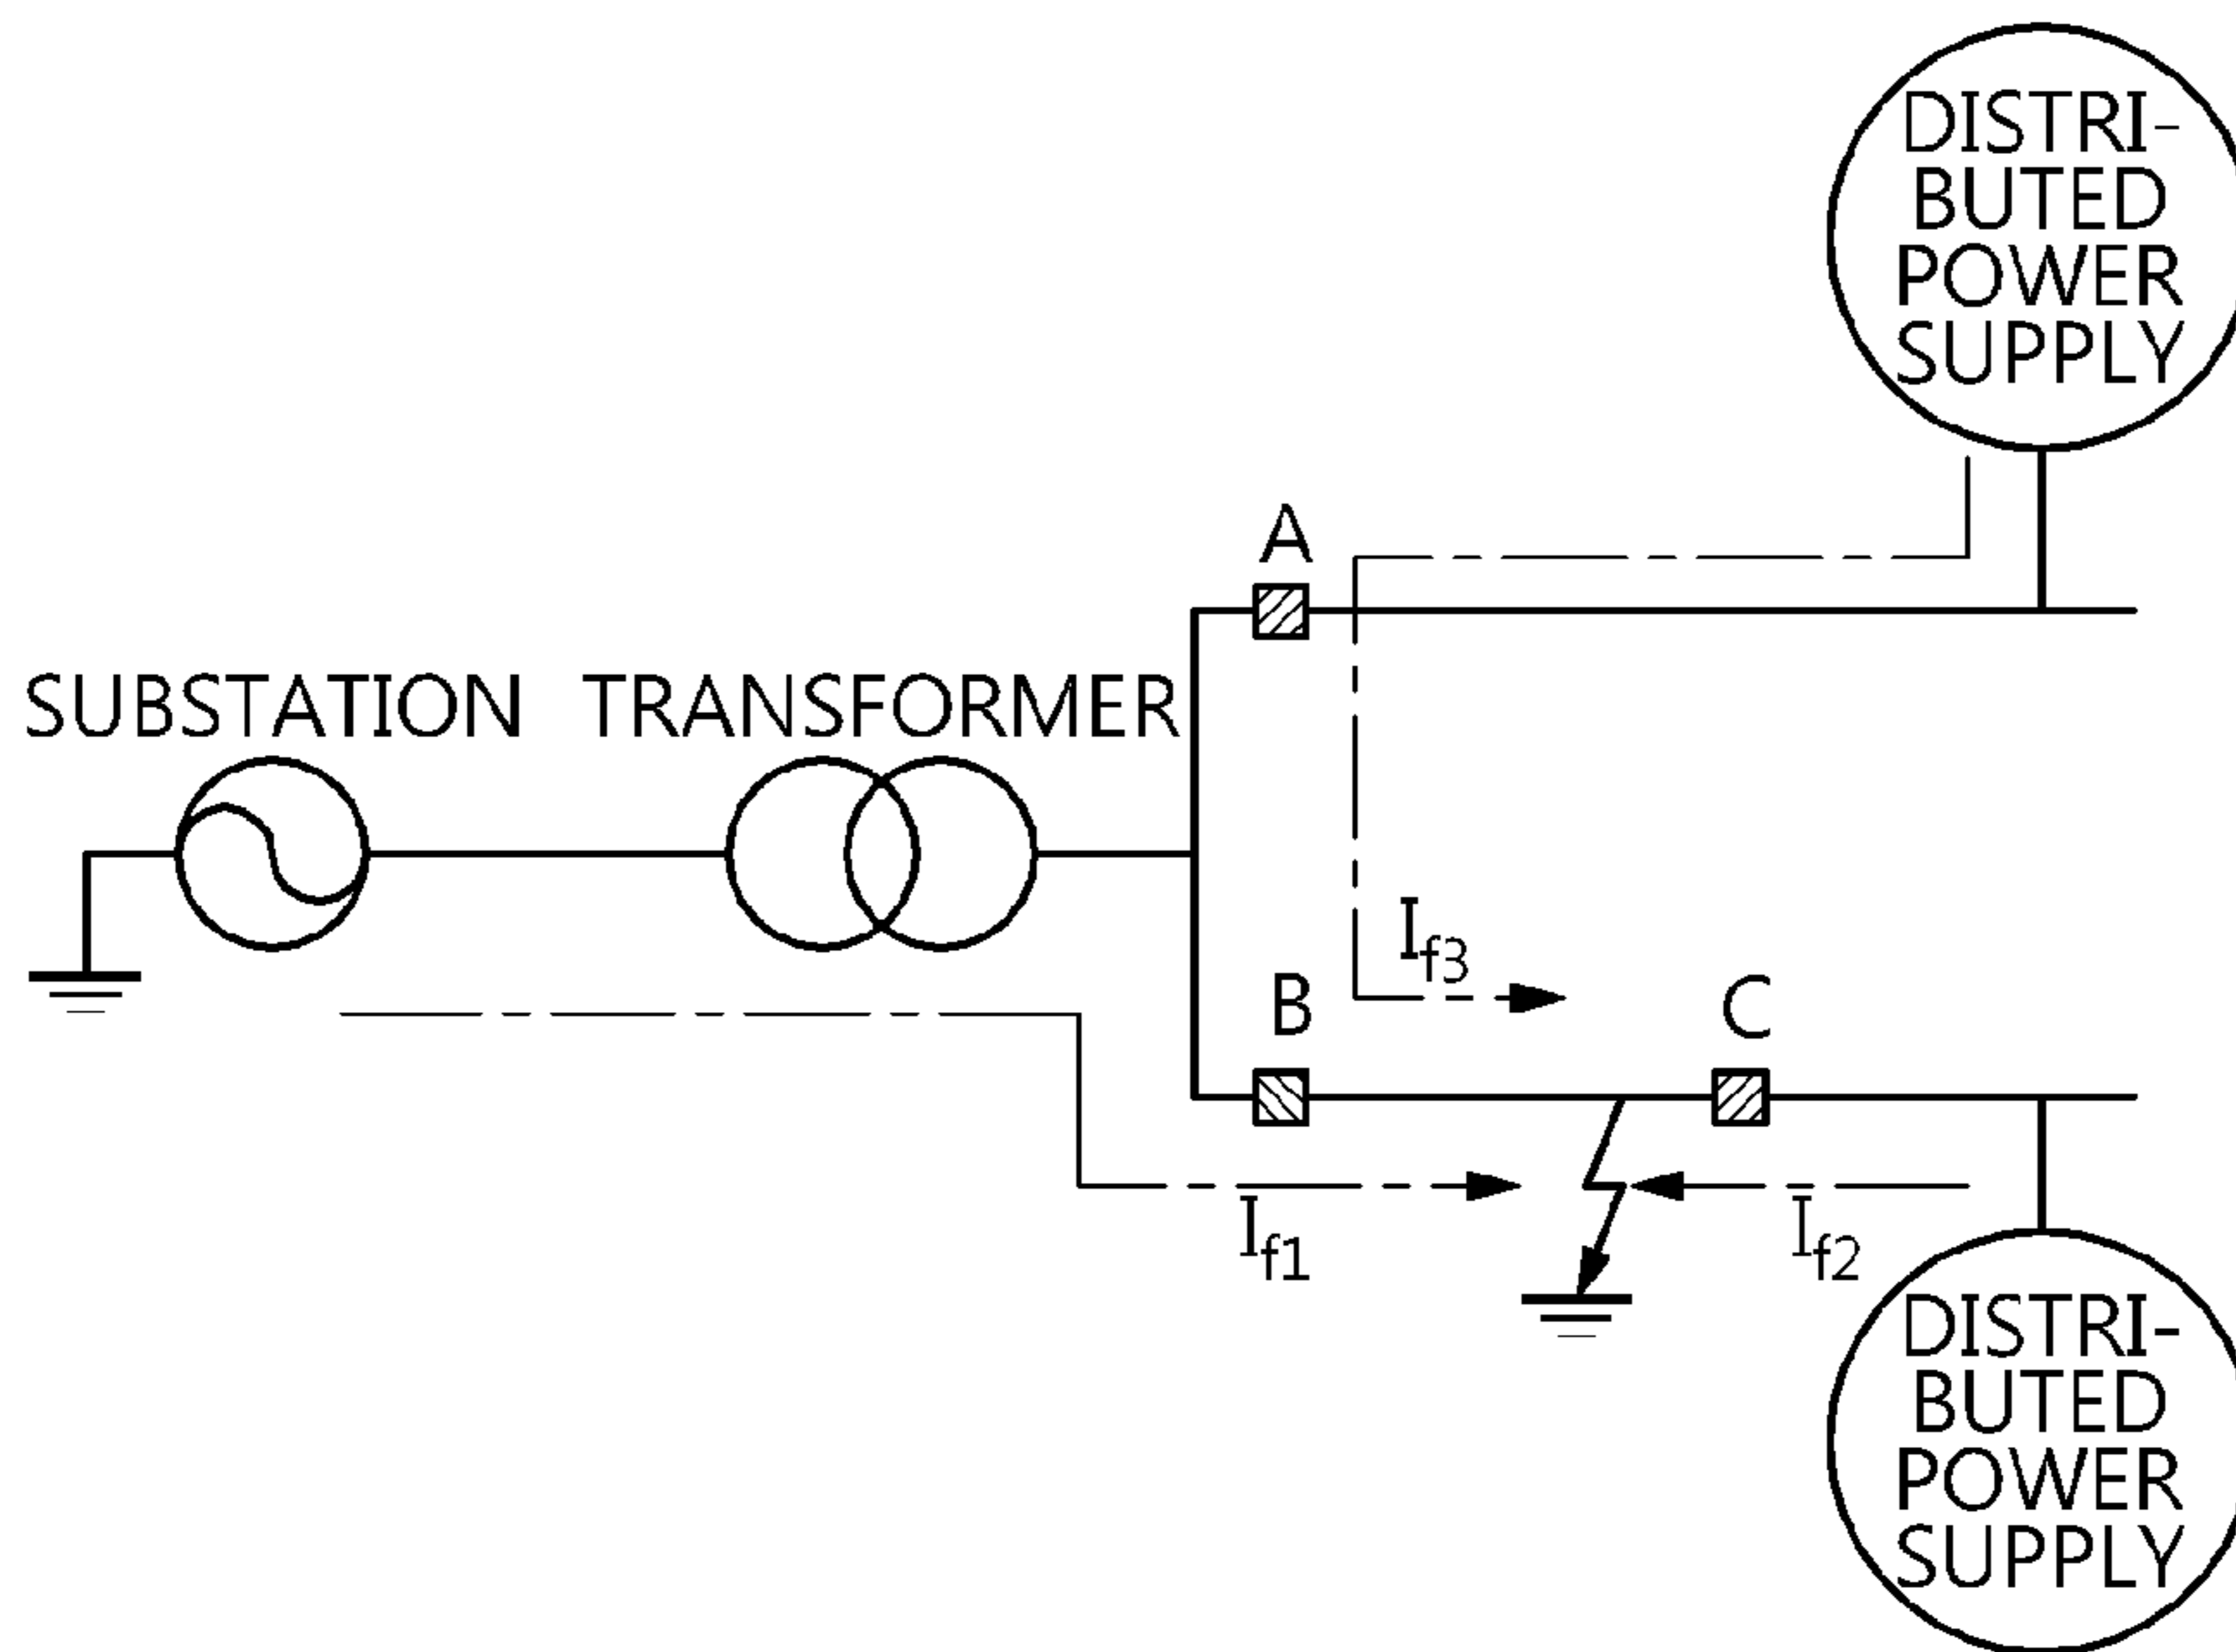 DISTRI-
BUTED
POWER
SUPPLY
A
SUBSTATION TRANSFORMER
If3
B
C
If1
If2
DISTRI-
BUTED
POWER
SUPPLY